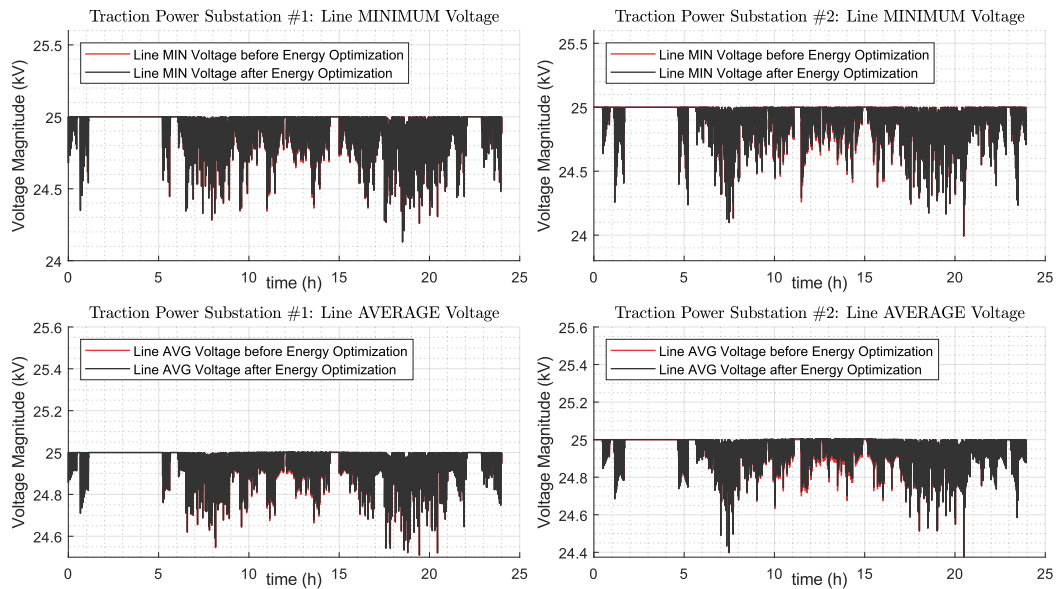 Traction Power Substation #1: Line MINIMUM Voltage
Voltage Magnitude (kV)
25.5
25
24.5
24
Line MIN Voltage before Energy Optimization
Line MIN Voltage after Energy Optimization
0 5 10 15 20 25
time (h)
Traction Power Substation #2: Line MINIMUM Voltage
Voltage Magnitude (kV)
25.5
25
24.5
24
Line MIN Voltage before Energy Optimization
Line MIN Voltage after Energy Optimization
0 5 10 15 20 25
time (h)
Traction Power Substation #1: Line AVERAGE Voltage
Voltage Magnitude (kV)
25.6
25.4
25.2
25
24.8
24.6
Line AVG Voltage before Energy Optimization
Line AVG Voltage after Energy Optimization
0 5 10 15 20 25
time (h)
Traction Power Substation #2: Line AVERAGE Voltage
Voltage Magnitude (kV)
25.6
25.4
25.2
25
24.8
24.6
24.4
Line AVG Voltage before Energy Optimization
Line AVG Voltage after Energy Optimization
0 5 10 15 20 25
time (h)